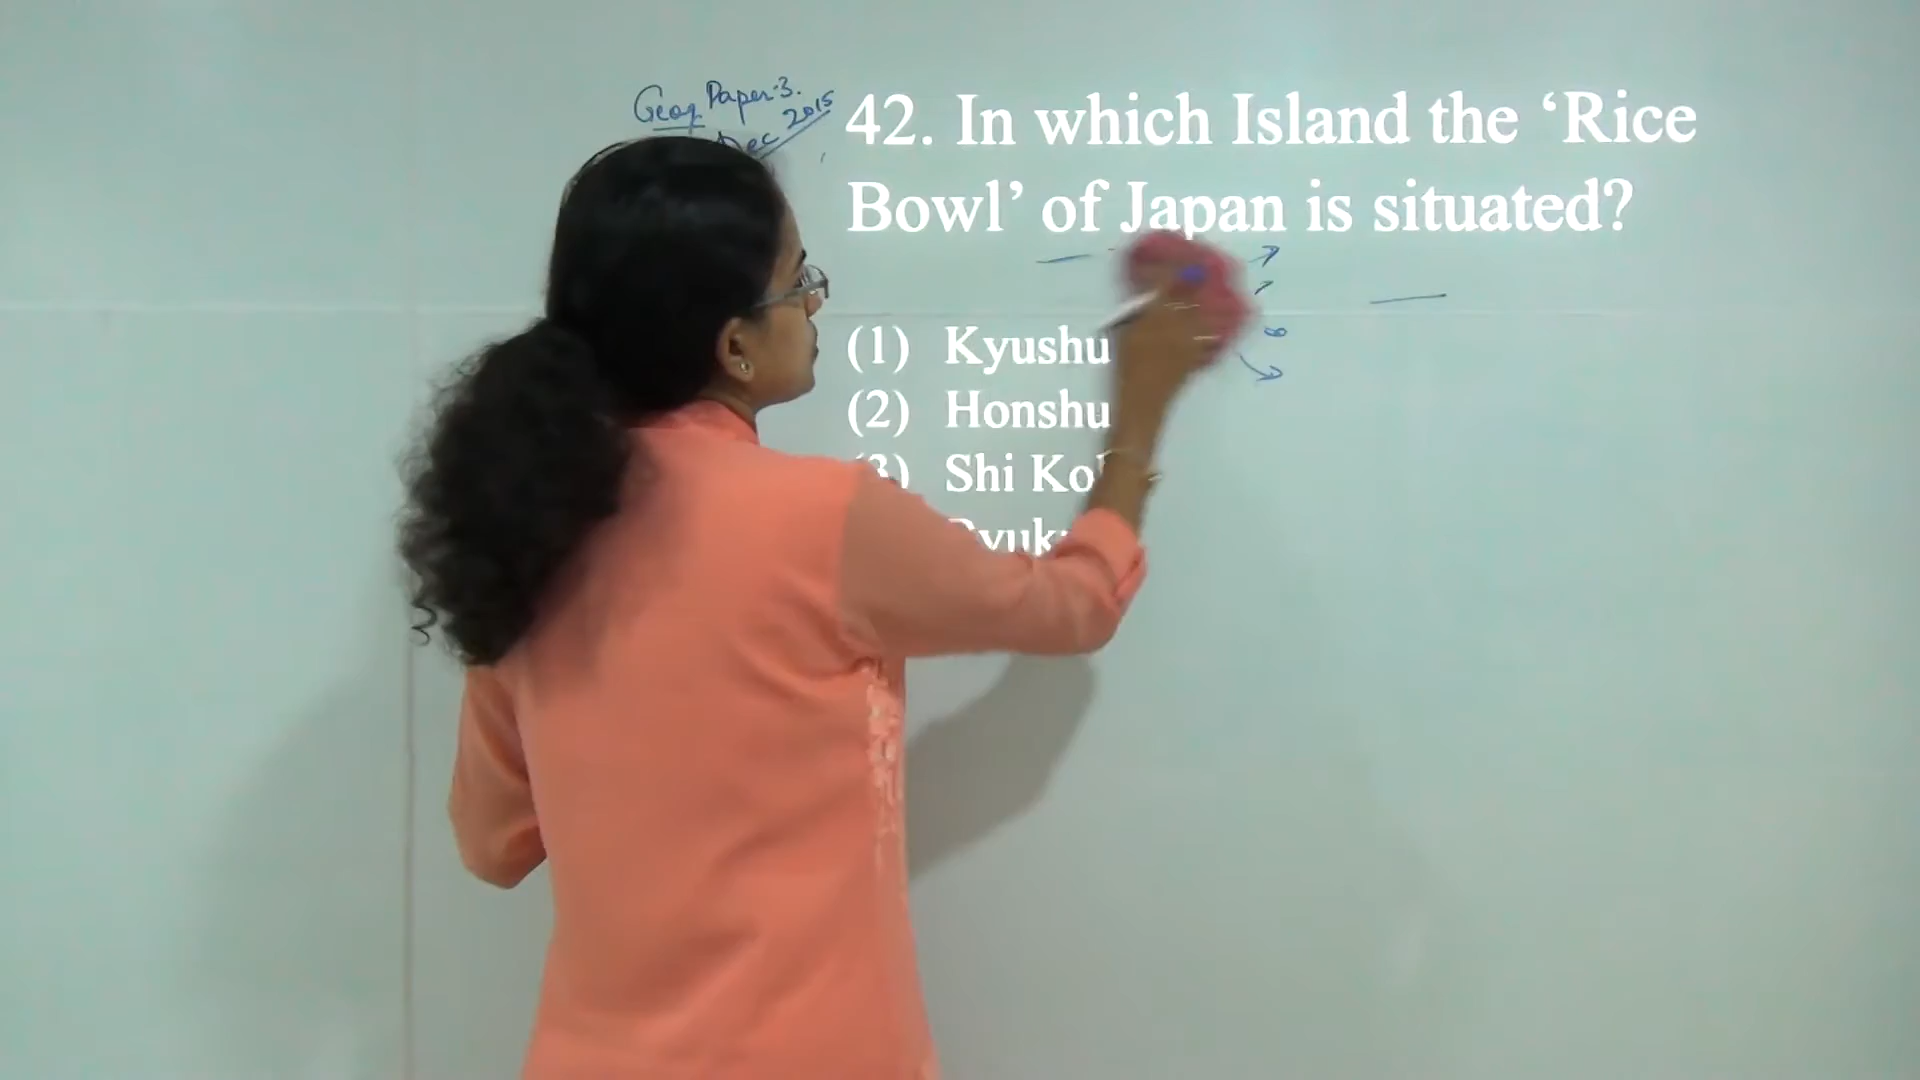 Geog Paper-3.
Dec 2015
42. In which Island the ‘Rice
Bowl’ of Japan is situated?
(1) Kyushu
(2) Honshu
(3) Shi Ko